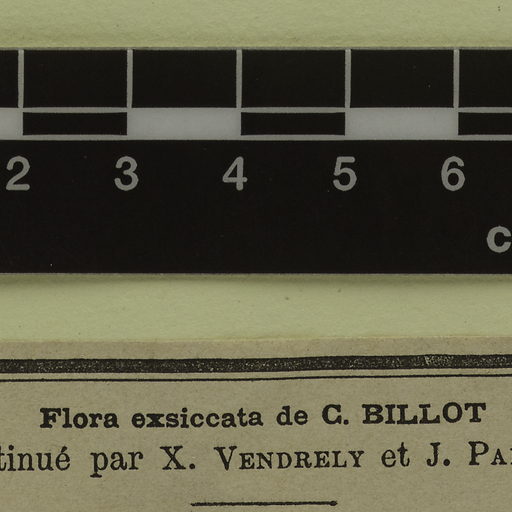 2 3 4 5 6
c
Flora exsiccata de C. BILLOT
tinué par X. VENDRELY et J. PA